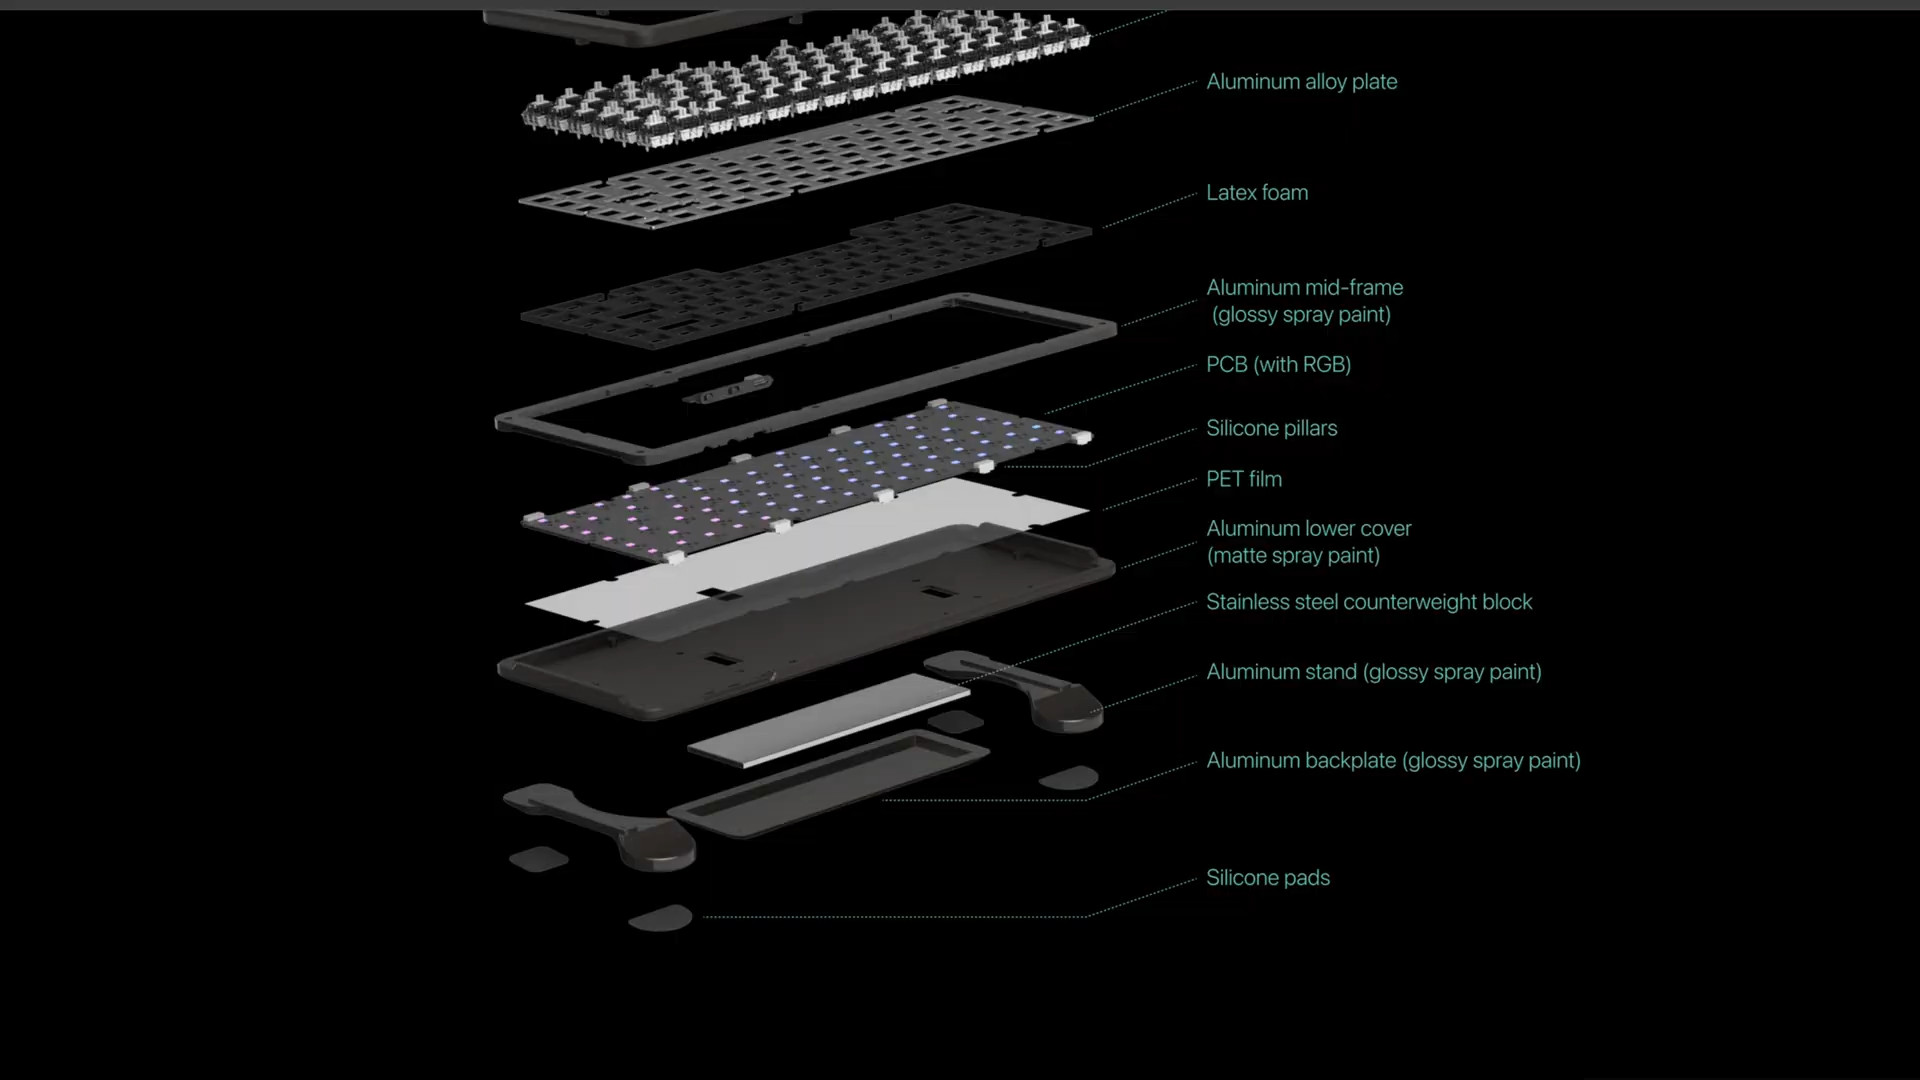 Aluminum alloy plate
Latex foam
Aluminum mid-frame
(glossy spray paint)
PCB (with RGB)
Silicone pillars
PET film
Aluminum lower cover
(matte spray paint)
Stainless steel counterweight block
Aluminum stand (glossy spray paint)
Aluminum backplate (glossy spray paint)
Silicone pads